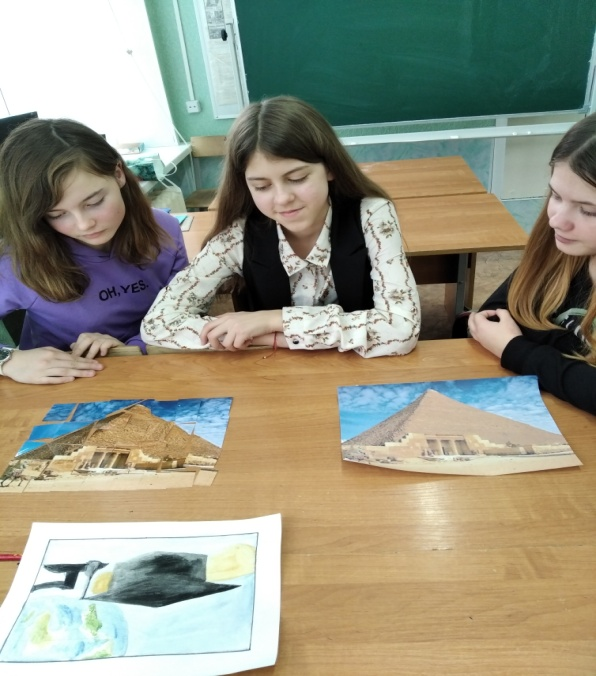 OH, YES.